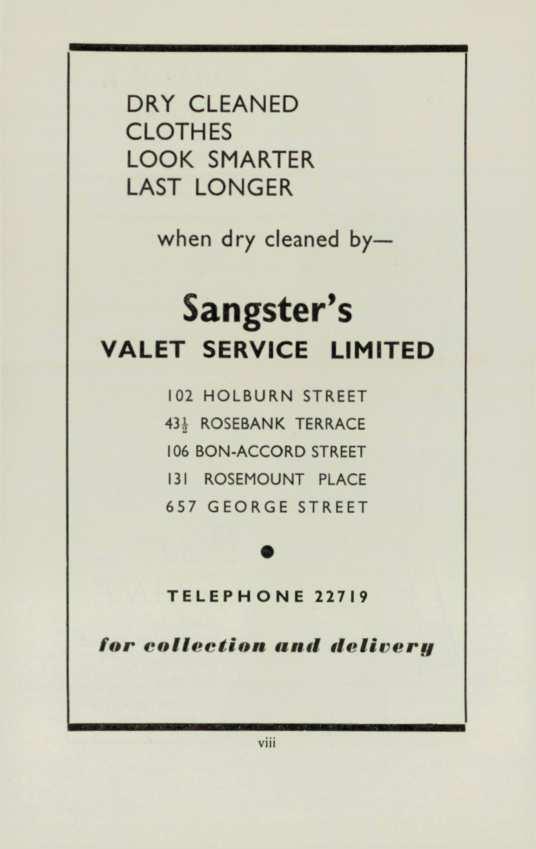 DRY CLEANED
CLOTHES
LOOK SMARTER
LAST LONGER
when dry cleaned by—
Sangster's
VALET SERVICE LIMITED
102 HOLBURN STREET
43½ ROSEBANK TERRACE
106 BON-ACCORD STREET
131 ROSEMOUNT PLACE
657 GEORGE STREET
TELEPHONE 22719
for collection and delivery
viii